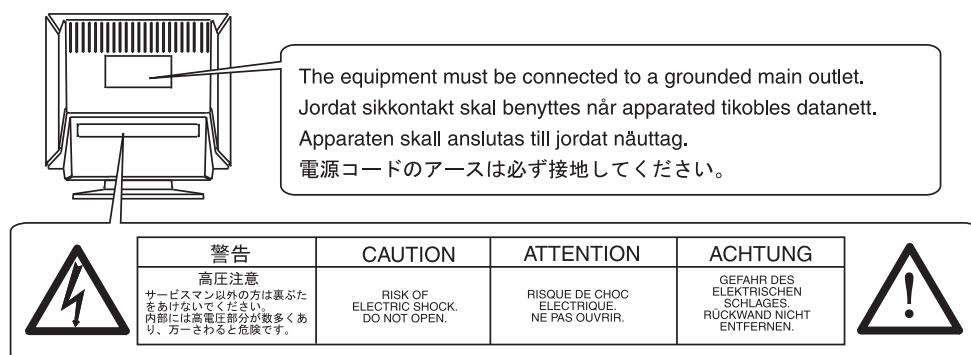 The equipment must be connected to a grounded main outlet.
Jordat sikkontakt skal benyttes når apparated tikobles datanett.
Apparaten skall anslutas till jordat näuttag.
電源コードのアースは必ず接地してください。
警告
高圧注意
サービスマン以外の方は裏ぶた
をあけないでください。
内部には高電圧部分が数多くあ
り、万一さわると危険です。
CAUTION
RISK OF
ELECTRIC SHOCK.
DO NOT OPEN.
ATTENTION
RISQUE DE CHOC
ELECTRIQUE.
NE PAS OUVRIR.
ACHTUNG
GEFAHR DES
ELEKTRISCHEN
SCHLAGES.
RÜCKWAND NICHT
ENTFERNEN.